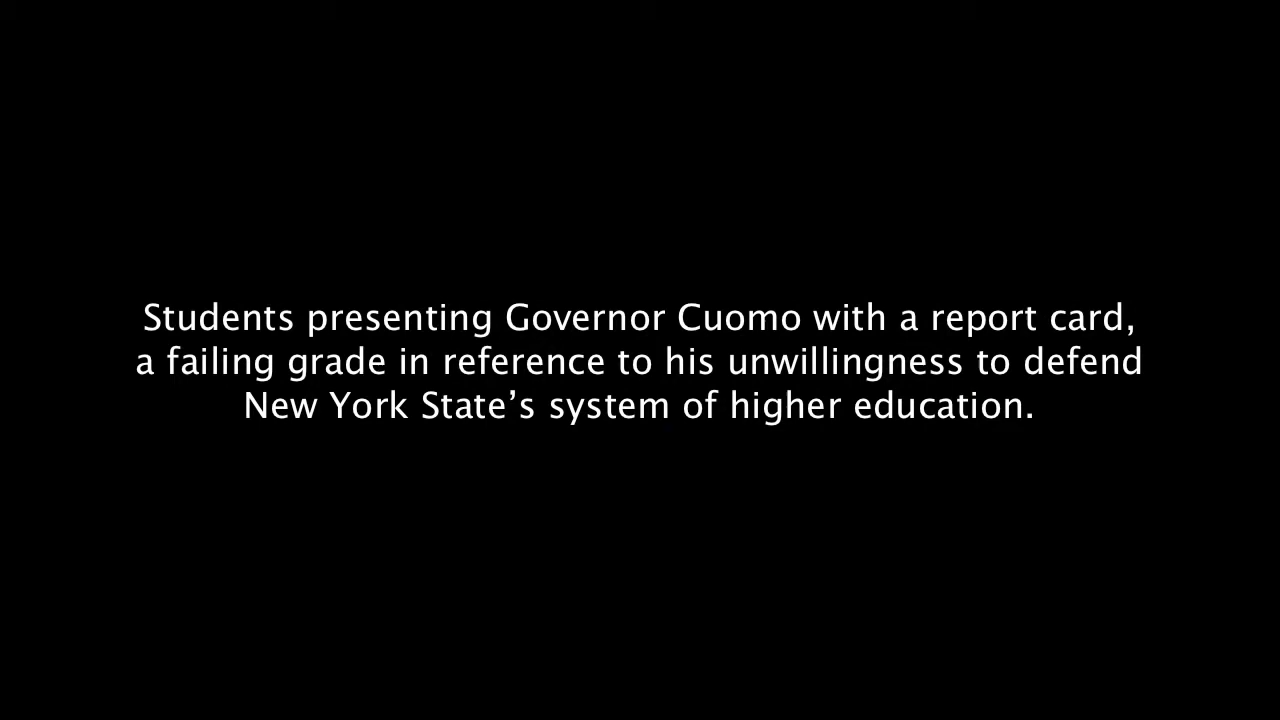 Students presenting Governor Cuomo with a report card,
a failing grade in reference to his unwillingness to defend
New York State’s system of higher education.